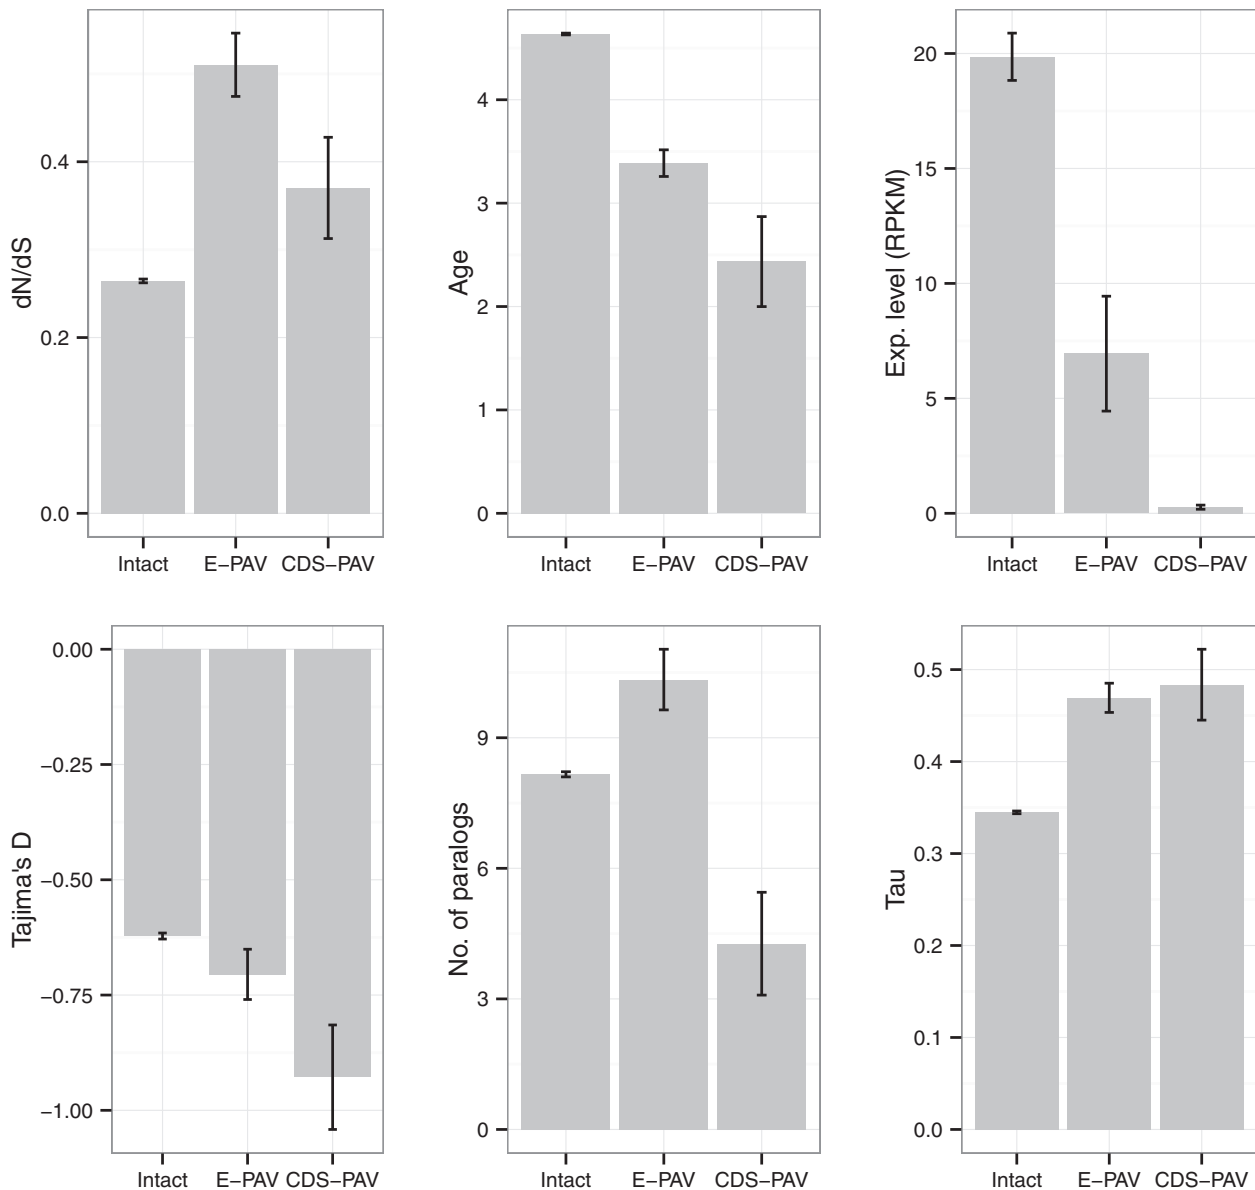 dN/dS
0.4
0.2
0.0
Intact E–PAV CDS–PAV
Age
4
3
2
1
0
Intact E–PAV CDS–PAV
Exp. level (RPKM)
20
15
10
5
0
Intact E–PAV CDS–PAV
Tajima's D
0.00
−0.25
−0.50
−0.75
−1.00
Intact E–PAV CDS–PAV
No. of paralogs
9
6
3
0
Intact E–PAV CDS–PAV
Tau
0.5
0.4
0.3
0.2
0.1
0.0
Intact E–PAV CDS–PAV